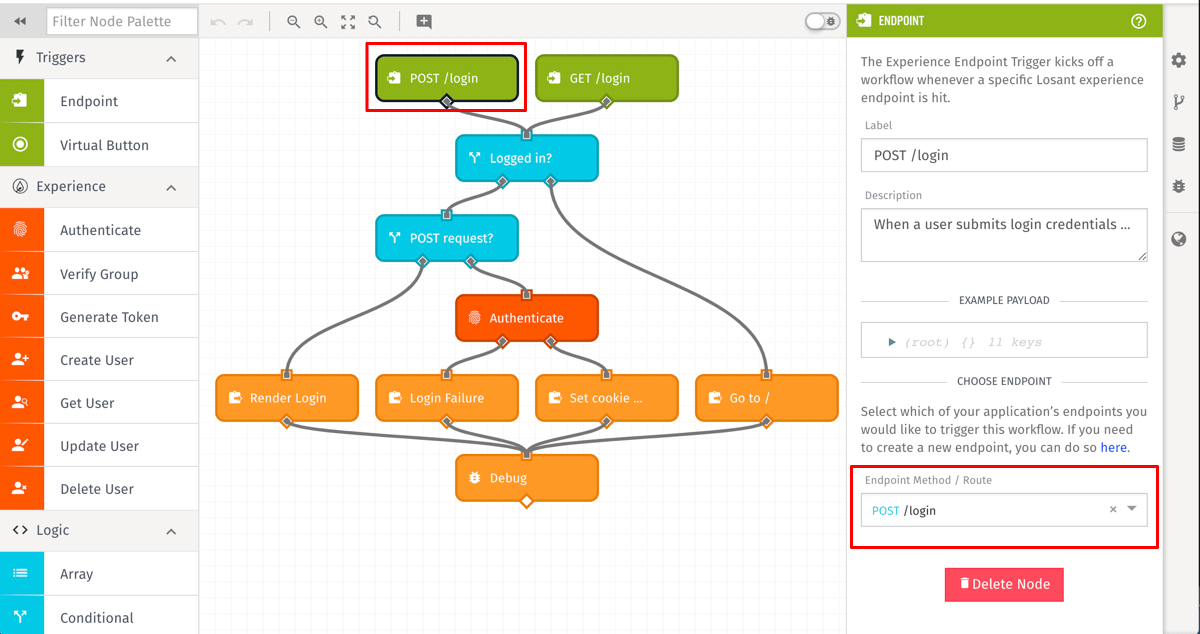 Filter Node Palette
Triggers
Endpoint
Virtual Button
Experience
Authenticate
Verify Group
Generate Token
Create User
Get User
Update User
Delete User
Logic
Array
Conditional
POST /login
GET /login
Logged in?
POST request?
Authenticate
Render Login
Login Failure
Set cookie ...
Go to /
Debug
ENDPOINT
The Experience Endpoint Trigger kicks off a
workflow whenever a specific Losant experience
endpoint is hit.
Label
POST /login
Description
When a user submits login credentials ...
EXAMPLE PAYLOAD
(root) {} 11 keys
CHOOSE ENDPOINT
Select which of your application's endpoints you
would like to trigger this workflow. If you need
to create a new endpoint, you can do so here.
Endpoint Method / Route
POST /login
Delete Node